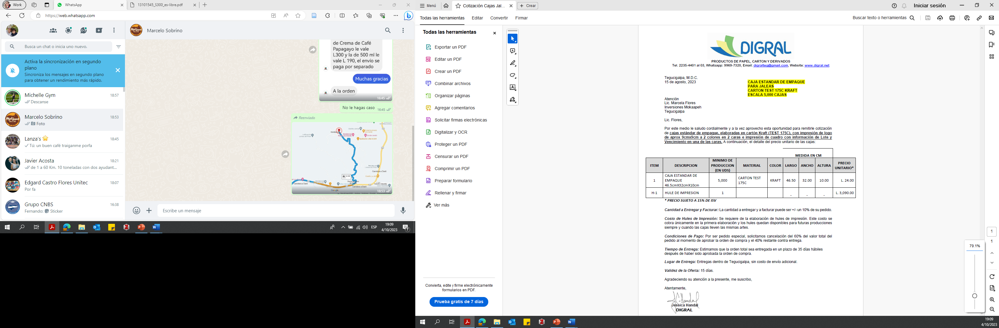 Work
WhatsApp
13101545_S300_es-libre.pdf
https://web.whatsapp.com
Busca un chat o inicia uno nuevo.
Activa la sincronización en segundo
plano
Sincroniza los mensajes en segundo plano
para obtener un rendimiento más rápido.
Michelle Gym
18:57
Descanse
Marcelo Sobrino
18:53
Foto
Lanza's
18:45
Tú: un buen café traiganme porfa
Javier Acosta
18:21
de 1 a 60 Km. 10 toneladas con dos ayudant...
Edgard Castro Flores Unitec
18:07
Por fa
Grupo CNBS
16:38
Fernando: Sticker
Marcelo Sobrino
de Crema de Café
Papagayo le vale
L300 y la de 500 ml le
vale L 190, el envío se
paga por separado
Muchas gracias
A la orden
16:45
No le hagas caso
16:45
Reenviado
Carretera a Danlí
Carretera a Danlí
Carretera a Danlí
Google
18:53
Escribe un mensaje
ESP
19:09
4/10/2023
7
Menú
Cotización Cajas Jal...
Crear
Iniciar sesión
Todas las herramientas
Editar
Convertir
Firmar
Buscar texto o herramientas
Todas las herramientas
Exportar un PDF
Editar un PDF
Crear un PDF
Combinar archivos
Organizar páginas
Agregar comentarios
Solicitar firmas electrónicas
Digitalizar y OCR
Proteger un PDF
Censurar un PDF
Comprimir un PDF
Preparar formulario
Rellenar y firmar
Ver más
Convierta, edite y firme electrónicamente
formularios en PDF.
Prueba gratis de 7 días
DIGRAL
PRODUCTOS DE PAPEL, CARTON Y DERIVADOS
Tel. 2235-4401 al 03, Whatsapp: 9969-7320, Email: digralteg@gmail.com, Website: www.digral.net
Tegucigalpa, M.D.C.
15 de agosto, 2023
CAJA ESTANDAR DE EMPAQUE
PARA JALEAS
CARTON TEST 175C KRAFT
ESCALA 5,000 CAJAS
Atención
Lic. Marcela Flores
Inversiones Mokaapeh
Tegucigalpa
Lic. Flores,
Por este medio le saludo cordialmente y a la vez aprovecho esta oportunidad para remitirle cotización
de cajas estándar de empaque, elaboradas en cartón Kraft (TEST 175C), con impresión de logo
de aprox 9cmx9cm a 2 colores en 2 caras e impresión de cuadro con información de Lote y
Vencimiento en una de las caras. A continuación, el detalle del precio unitario de las cajas:
MEDIDA EN CM
ITEM DESCRIPCION MINIMO DE PRODUCCION (EN UDS) MATERIAL COLOR LARGO ANCHO ALTURA PRECIO UNITARIO*
1 CAJA ESTANDAR DE EMPAQUE 46.5cmX32cmX10cm 5,000 CARTON TEST 175C KRAFT 46.50 32.00 10.00 L. 24.00
H-1 HULE DE IMPRESION 1 - - - L. 3,090.00
* PRECIO SUJETO A 15% DE ISV
Cantidad a Entregar y Facturar: La cantidad a entregar y a facturar puede ser +/- un 10% de su pedido.
Costo de Hules de Impresión: Se requiere de la elaboración de hules de impresión. Este costo se
cobra únicamente en la primera elaboración y los hules quedan disponibles para futuras producciones
siempre y cuando las cajas lleven las mismas artes.
Condiciones de Pago: Por ser pedido especial, solicitamos cancelación del 60% del valor total del
pedido al momento de aprobar la orden de compra y el 40% restante contra entrega.
Tiempo de Entrega: Estimamos que la orden total sea entregada en un plazo de 35 días hábiles
después de haber sido aprobada la orden de compra.
Lugar de Entrega: Entregas dentro de Tegucigalpa, sin costo de envío adicional.
Validez de la Oferta: 15 días.
Agradeciendo su atención a la presente, me suscribo,
Atentamente,
Jessica Handal
DIGRAL
1
1
79.1%
19:09
4/10/2023